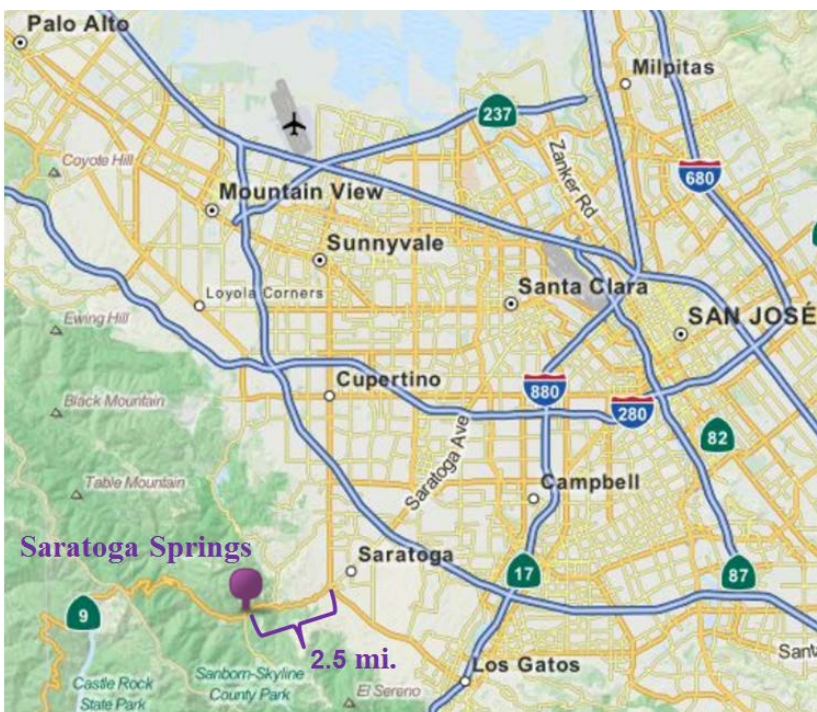 Palo Alto
Milpitas
237
Coyote Hill
Zanker Rd
680
Mountain View
Sunnyvale
Santa Clara
Loyola Corners
SAN JOSÉ
Ewing Hill
Cupertino
880
280
Black Mountain
Saratoga Ave
82
Table Mountain
Campbell
Saratoga Springs
Saratoga
17
87
9
2.5 mi.
Santa
Sanborn-Skyline
County Park
Los Gatos
Castle Rock
State Park
El Sereno